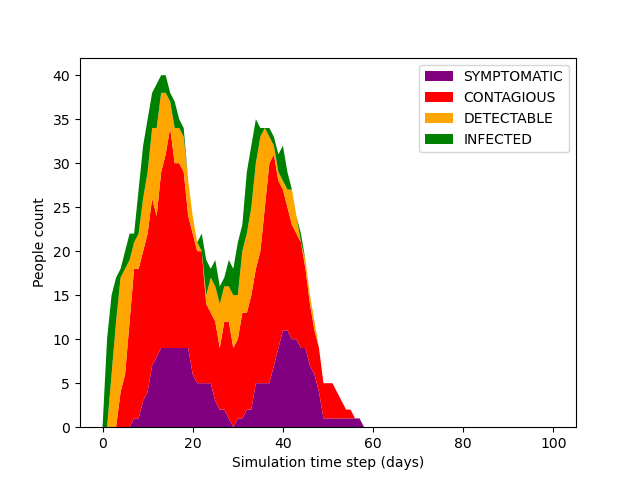 SYMPTOMATIC
CONTAGIOUS
DETECTABLE
INFECTED
People count
40
35
30
25
20
15
10
5
0
0 20 40 60 80 100
Simulation time step (days)